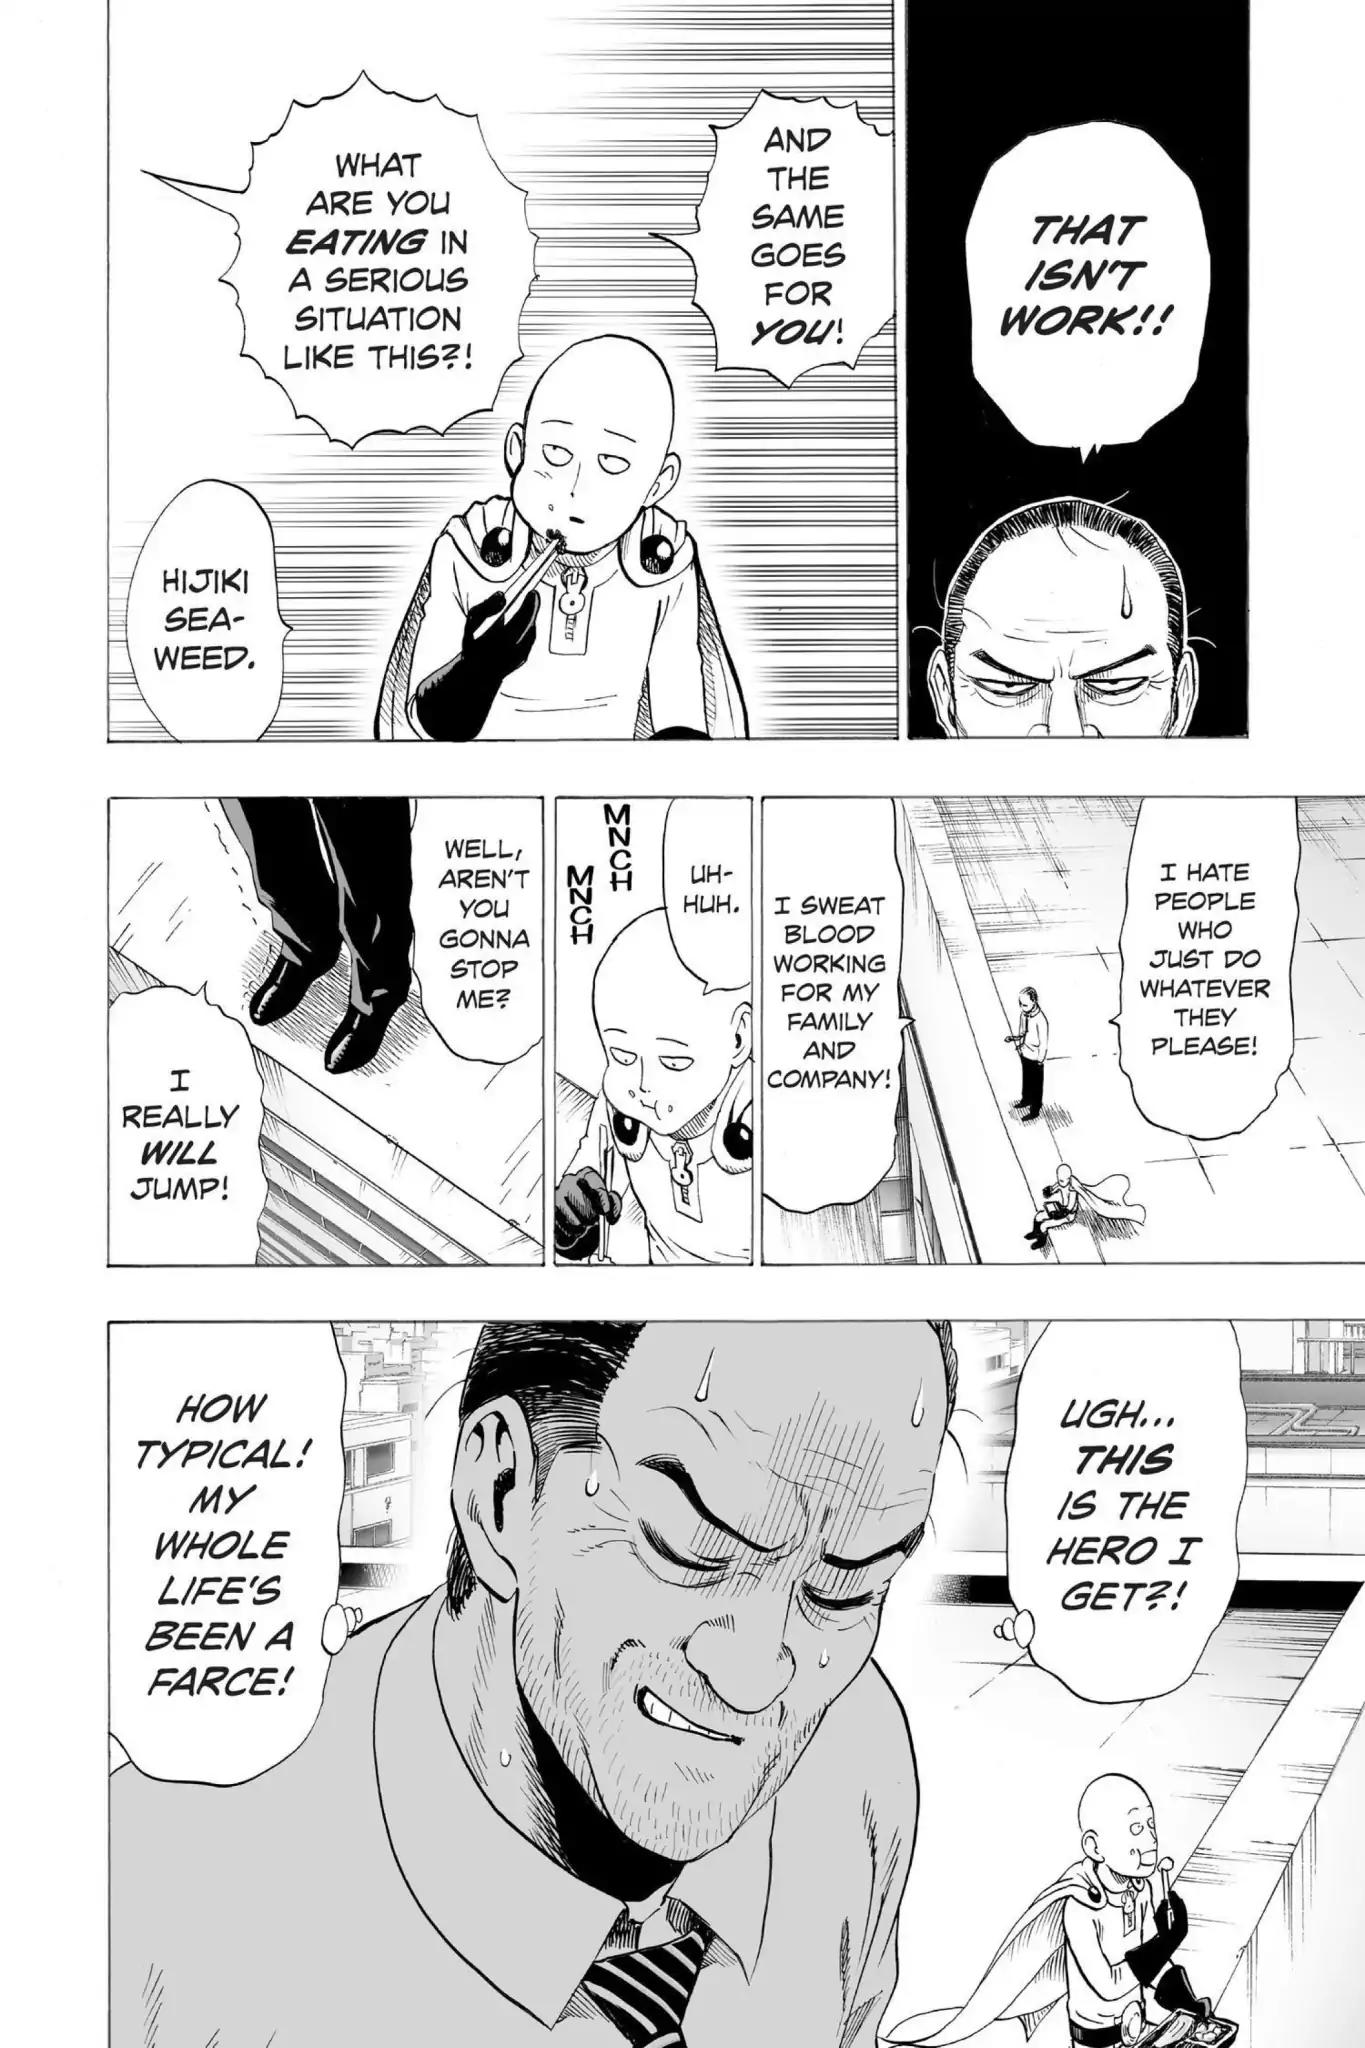 THAT
ISN'T
WORK!!
AND
THE
SAME
GOES
FOR
YOU!
WHAT
ARE YOU
EATING IN
A SERIOUS
SITUATION
LIKE THIS?!
HIJIKI
SEA-
WEED.
I HATE
PEOPLE
WHO
JUST DO
WHATEVER
THEY
PLEASE!
I SWEAT
BLOOD
WORKING
FOR MY
FAMILY
AND
COMPANY!
UH-
HUH.
MNCH
MNCH
WELL,
AREN'T
YOU
GONNA
STOP
ME?
I
REALLY
WILL
JUMP!
UGH...
THIS
IS THE
HERO I
GET?!
HOW
TYPICAL!
MY
WHOLE
LIFE'S
BEEN A
FARCE!